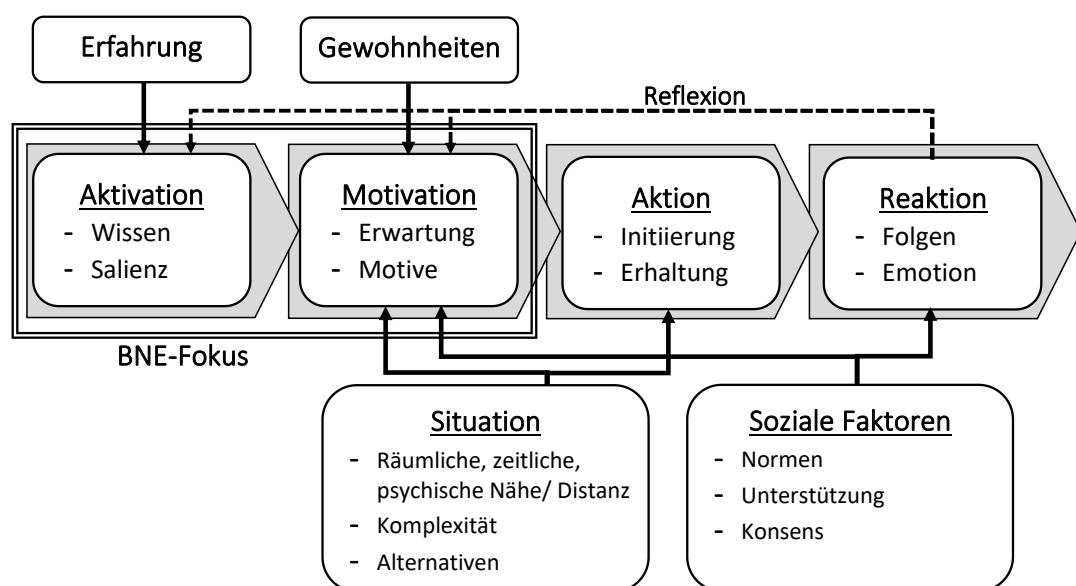 Erfahrung
Gewohnheiten
Reflexion
Aktivation
- Wissen
- Salienz
Motivation
- Erwartung
- Motive
Aktion
- Initiierung
- Erhaltung
Reaktion
- Folgen
- Emotion
BNE-Fokus
Situation
- Räumliche, zeitliche,
psychische Nähe/ Distanz
- Komplexität
- Alternativen
Soziale Faktoren
- Normen
- Unterstützung
- Konsens